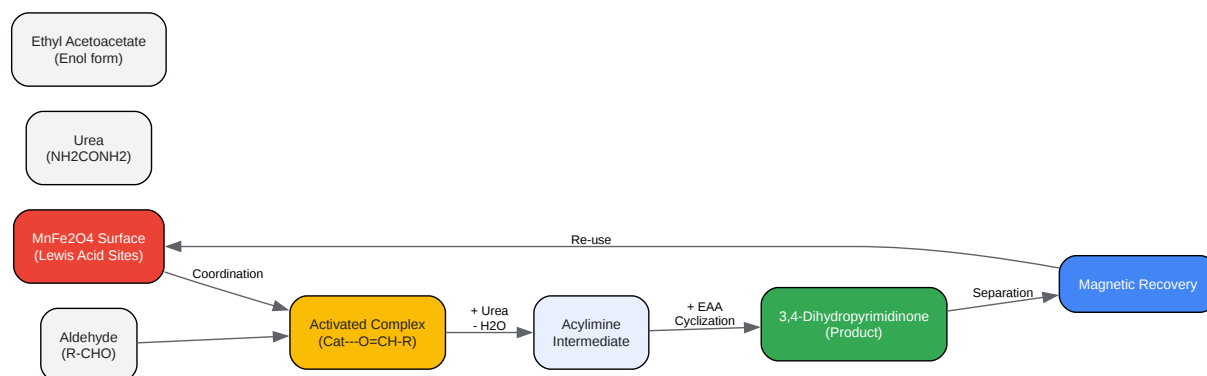 Ethyl Acetoacetate
(Enol form)
Urea
(NH2CONH2)
MnFe2O4 Surface
(Lewis Acid Sites)
Aldehyde
(R-CHO)
Coordination
Activated Complex
(Cat---O=CH-R)
+ Urea
- H2O
Acylimine
Intermediate
+ EAA
Cyclization
3,4-Dihydropyrimidinone
(Product)
Separation
Magnetic Recovery
Re-use